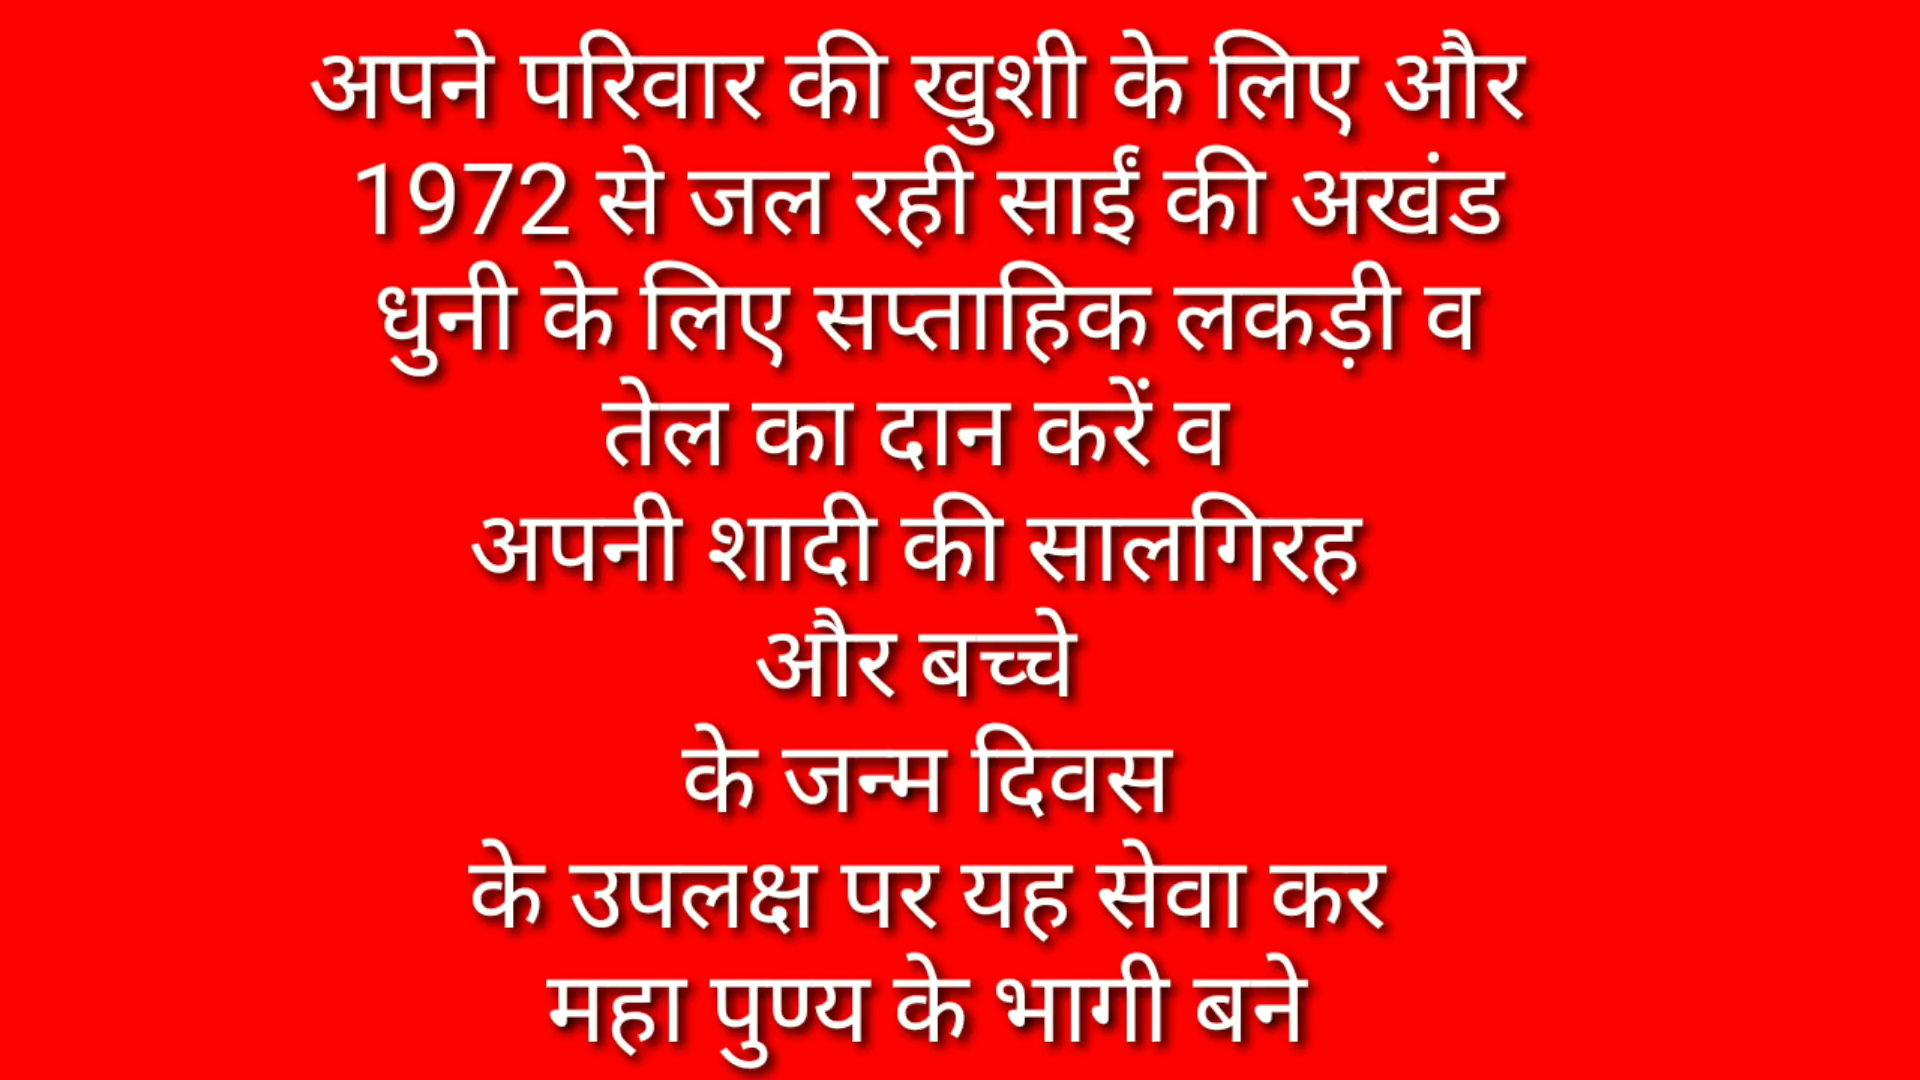 अपने परिवार की खुशी के लिए और
1972 से जल रही साईं की अखंड
धुनी के लिए सप्ताहिक लकड़ी व
तेल का दान करें व
अपनी शादी की सालगिरह
और बच्चे
के जन्म दिवस
के उपलक्ष पर यह सेवा कर
महा पुण्य के भागी बने